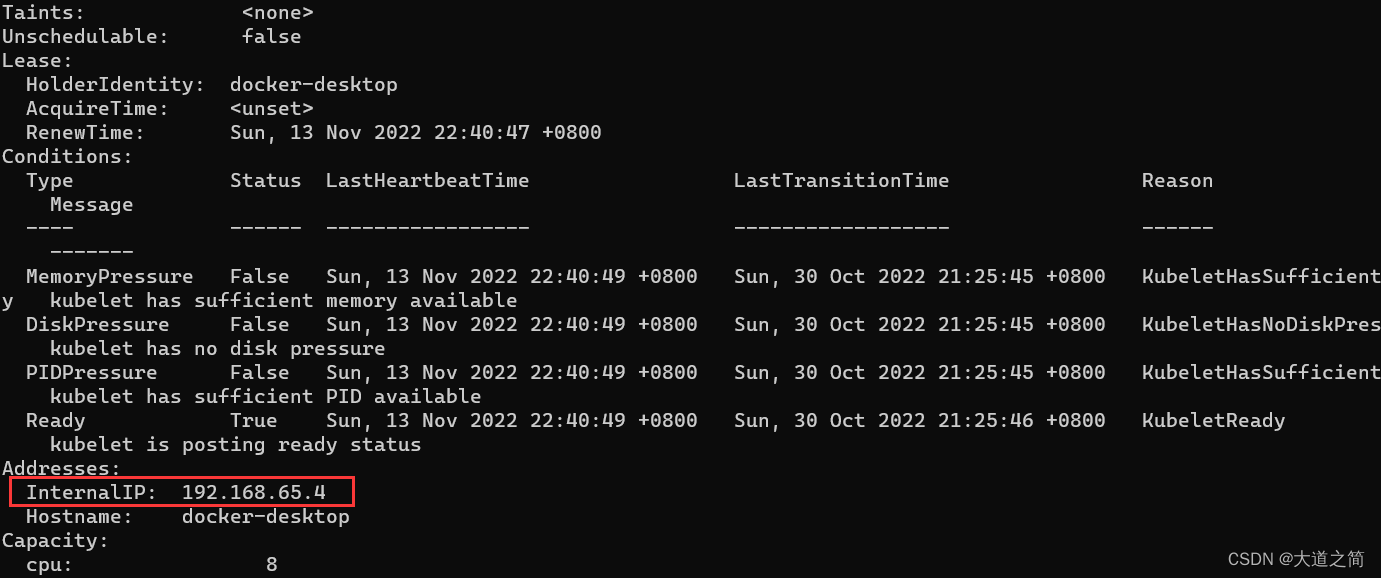 Taints:             <none>
Unschedulable:      false
Lease:
  HolderIdentity:  docker-desktop
  AcquireTime:     <unset>
  RenewTime:       Sun, 13 Nov 2022 22:40:47 +0800
Conditions:
  Type             Status  LastHeartbeatTime                 LastTransitionTime                Reason
    Message
  ----             ------  -----------------                 ------------------                ------
    -------
  MemoryPressure   False   Sun, 13 Nov 2022 22:40:49 +0800   Sun, 30 Oct 2022 21:25:45 +0800   KubeletHasSufficient
y   kubelet has sufficient memory available
  DiskPressure     False   Sun, 13 Nov 2022 22:40:49 +0800   Sun, 30 Oct 2022 21:25:45 +0800   KubeletHasNoDiskPres
    kubelet has no disk pressure
  PIDPressure      False   Sun, 13 Nov 2022 22:40:49 +0800   Sun, 30 Oct 2022 21:25:45 +0800   KubeletHasSufficient
    kubelet has sufficient PID available
  Ready            True    Sun, 13 Nov 2022 22:40:49 +0800   Sun, 30 Oct 2022 21:25:46 +0800   KubeletReady
    kubelet is posting ready status
Addresses:
  InternalIP:  192.168.65.4
  Hostname:    docker-desktop
Capacity:
  cpu:                8
CSDN @大道之简